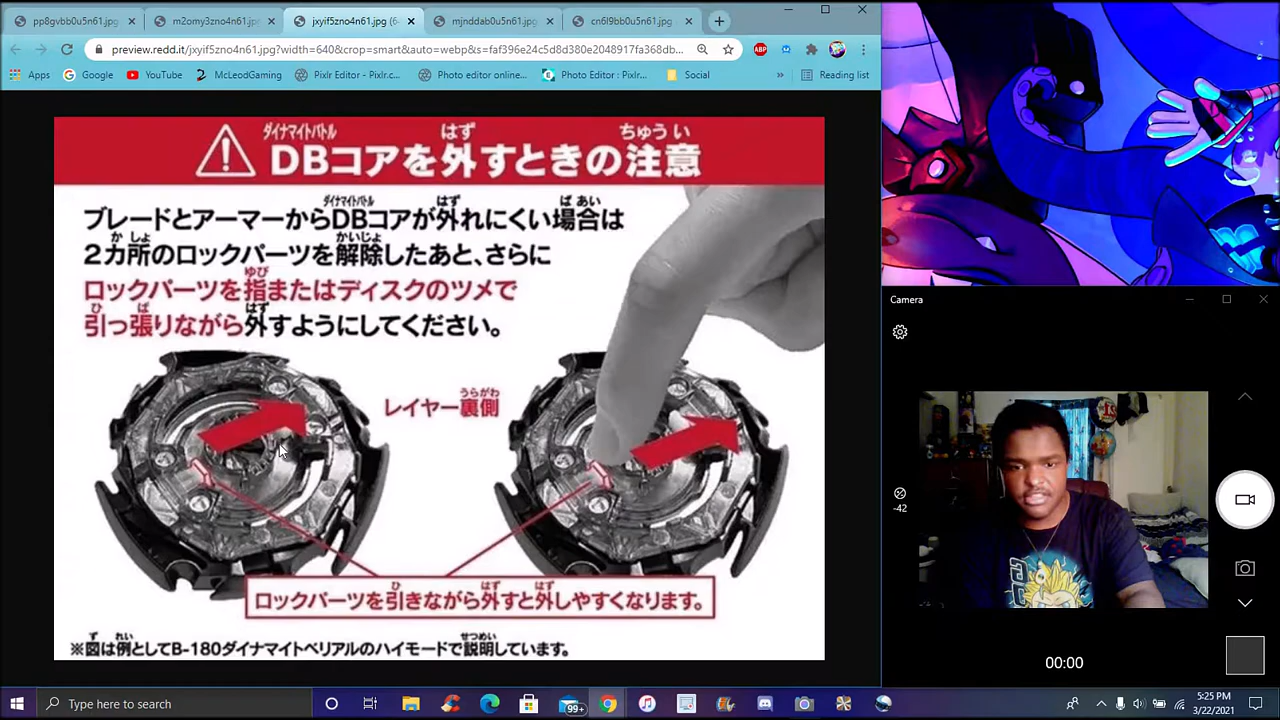 pp8gvbb0u5n61.jpg
m2omy3zno4n61.jpg
jxyif5zno4n61.jpg (6
mjnddab0u5n61.jpg
cn6l9bb0u5n61.jpg
preview.redd.it/jxyif5zno4n61.jpg?width=640&crop=smart&auto=webp&s=faf396e24c5d8d380e2048917fa368db...
ABP
Apps
Google
YouTube
McLeodGaming
Pixlr Editor - Pixlr.c...
Photo editor online...
Photo Editor : Pixlr...
Social
»
Reading list
ダイナマイトバトル はず ちゅうい
DBコアを外すときの注意
ダイナマイトバトル はず ばあい
ブレードとアーマーからDBコアが外れにくい場合は
かしょ かいじょ
2カ所のロックパーツを解除したあと、さらに
ゆび
ロックパーツを指またはディスクのツメで
ひ ぱ はず
引っ張りながら外すようにしてください。
うらがわ
レイヤー裏側
ひ はず はず
ロックパーツを引きながら外すと外しやすくなります。
ず れい せつめい
※図は例としてB-180ダイナマイトベリアルのハイモードで説明しています。
Camera
-42
00:00
Type here to search
99+
5:25 PM
3/22/2021